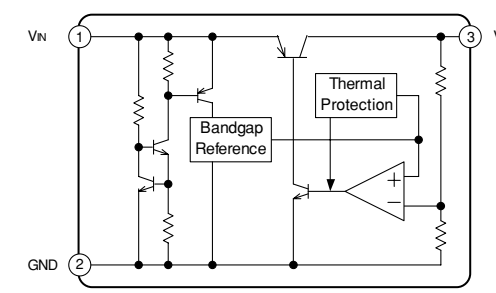 VIN
1
3
V
Thermal
Protection
Bandgap
Reference
+
−
GND
2